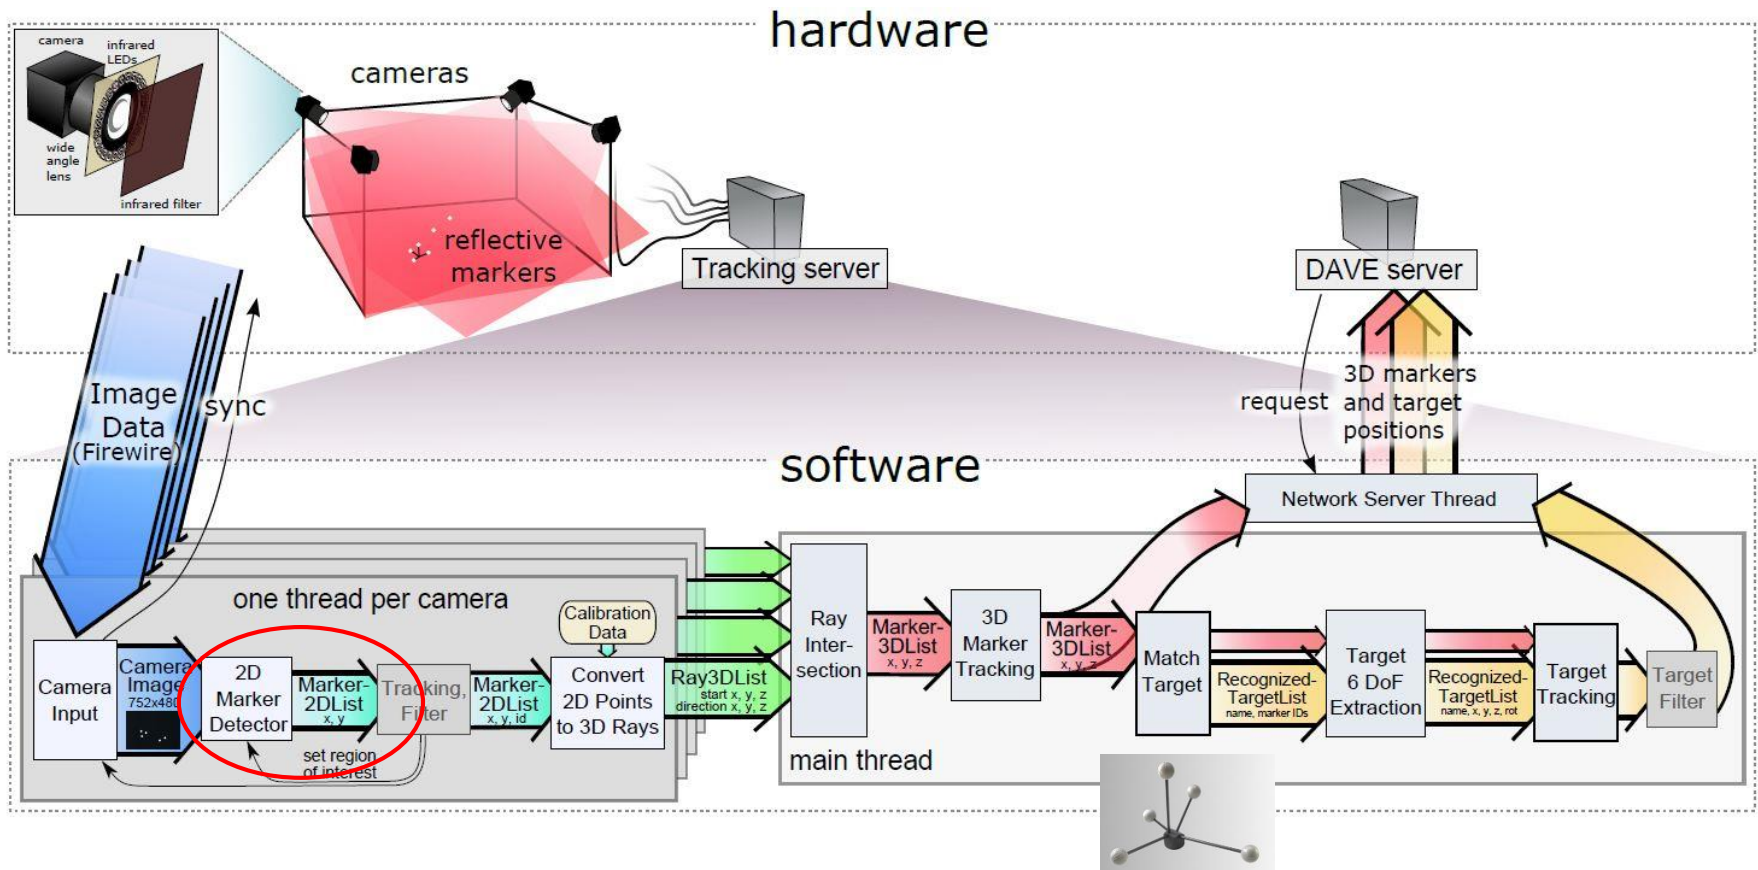 hardware
camera
infrared
LEDs
wide
angle
lens
infrared filter
cameras
reflective
markers
Tracking server
DAVE server
Image
Data
(Firewire)
sync
request
3D markers
and target
positions
software
Network Server Thread
one thread per camera
Camera
Input
Camera
Image
752x480
2D
Marker
Detector
Marker-
2DList
x, y
Tracking,
Filter
set region
of interest
Marker-
2DList
x, y, id
Calibration
Data
Convert
2D Points
to 3D Rays
Ray3DList
start x, y, z
direction x, y, z
main thread
Ray
Inter-
section
Marker-
3DList
x, y, z
3D
Marker
Tracking
Marker-
3DList
x, y, z
Match
Target
Recognized-
TargetList
name, marker IDs
Target
6 DoF
Extraction
Recognized-
TargetList
name, x, y, z, rot
Target
Tracking
Target
Filter